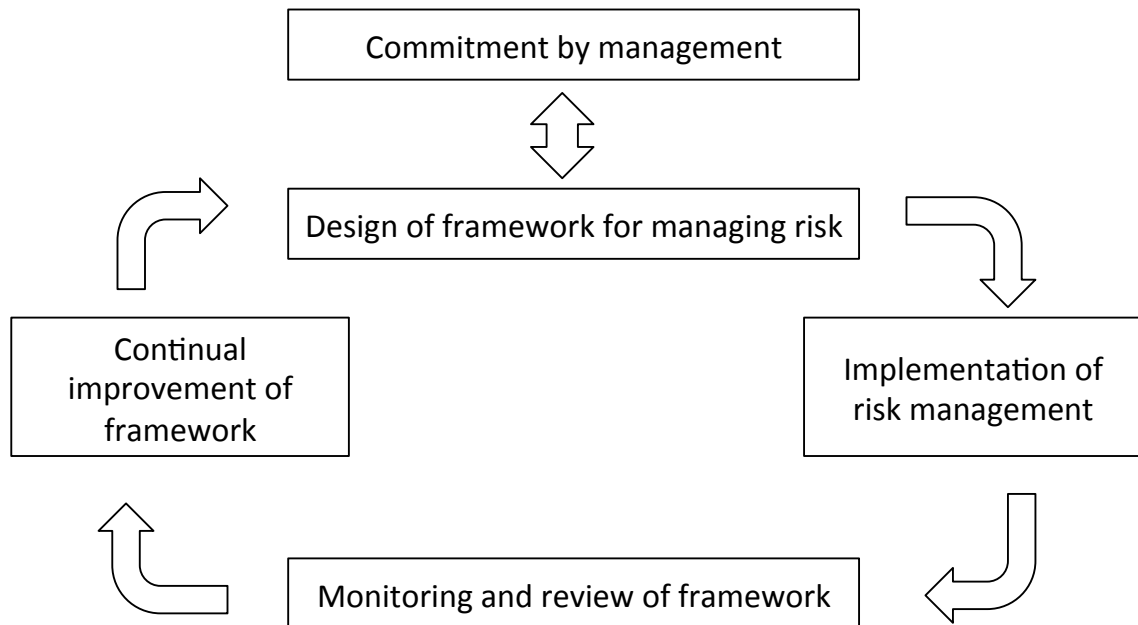 Commitment by management
Design of framework for managing risk
Continual
improvement of
framework
Implementation of
risk management
Monitoring and review of framework